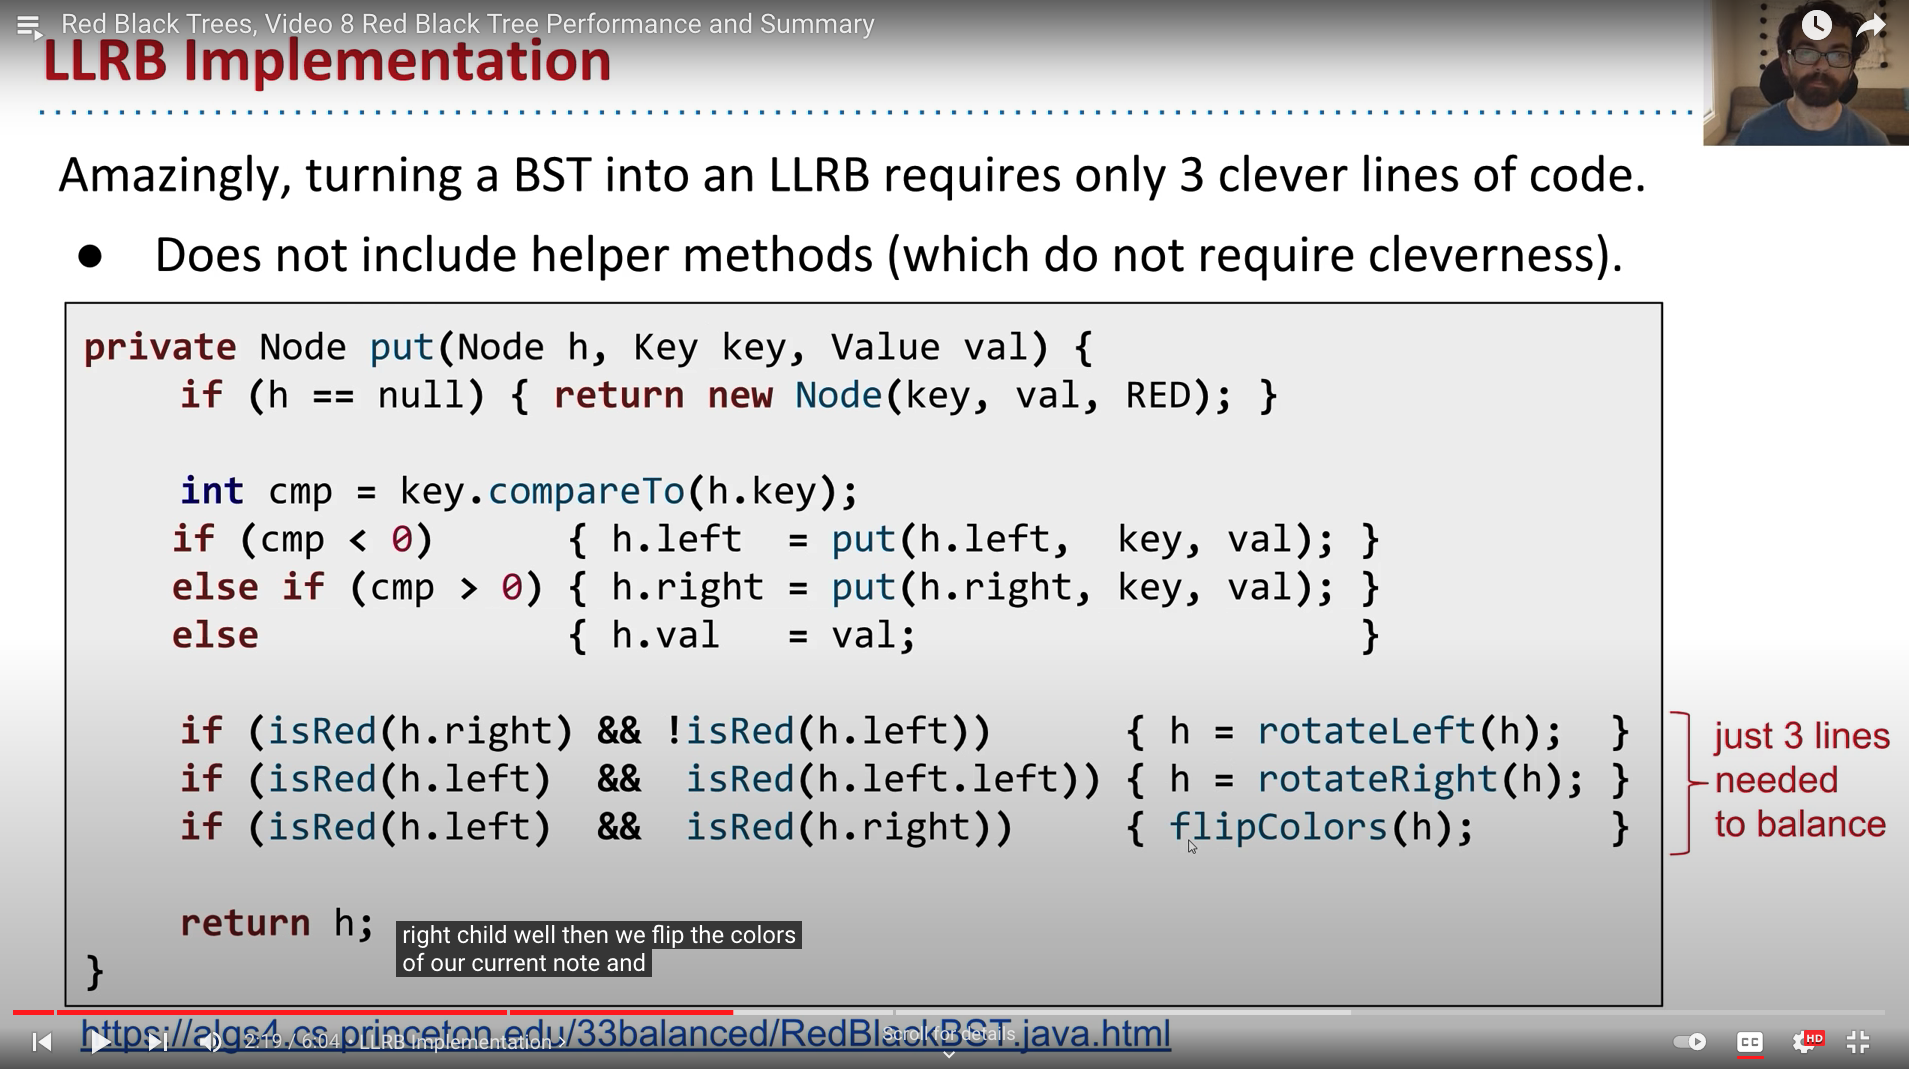 Red Black Trees, Video 8 Red Black Tree Performance and Summary
LLRB Implementation
Amazingly, turning a BST into an LLRB requires only 3 clever lines of code.
● Does not include helper methods (which do not require cleverness).
private Node put(Node h, Key key, Value val) {
if (h == null) { return new Node(key, val, RED); }
int cmp = key.compareTo(h.key);
if (cmp < 0) { h.left = put(h.left, key, val); }
else if (cmp > 0) { h.right = put(h.right, key, val); }
else { h.val = val; }
if (isRed(h.right) && !isRed(h.left)) { h = rotateLeft(h); }
if (isRed(h.left) && isRed(h.left.left)) { h = rotateRight(h); }
if (isRed(h.left) && isRed(h.right)) { flipColors(h); }
just 3 lines
needed
to balance
return h;
}
right child well then we flip the colors
of our current note and
https://algs4.cs.princeton.edu/33balanced/RedBlackBST.java.html
Scroll for details
2:19 / 6:04 • LLRB Implementation >
CC
HD